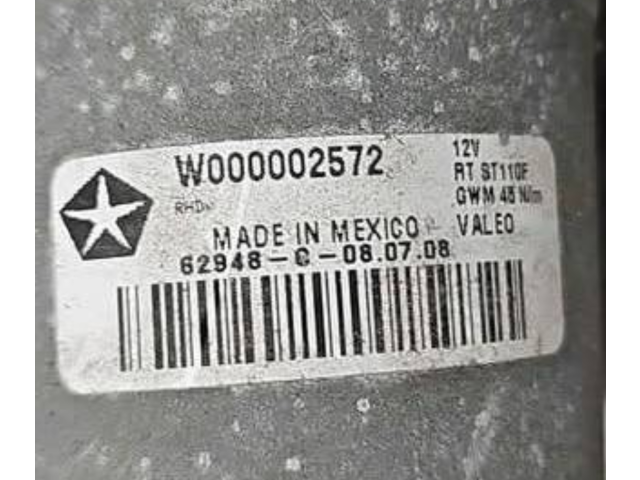 W000002572
12V
RT ST110F
RHD
GWM 45 N/m
MADE IN MEXICO - VALEO
62948-C-08.07.08